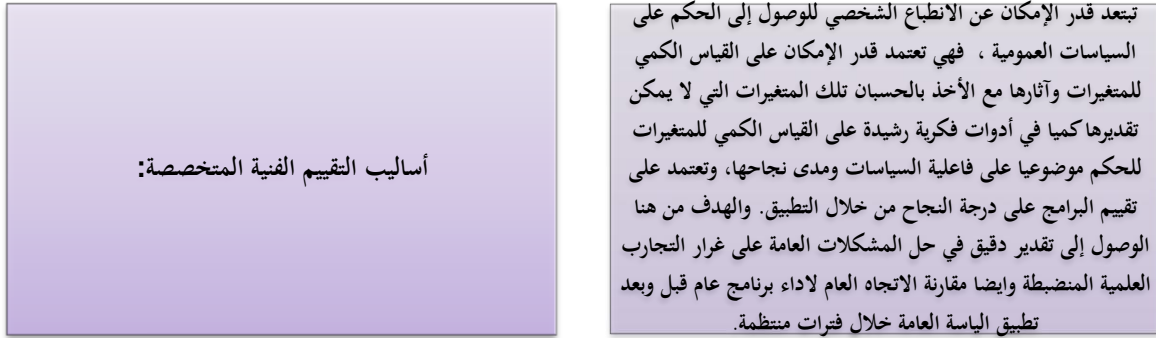 تبتعد قدر الإمكان عن الانطباع الشخصي للوصول إلى الحكم على
السياسات العمومية ، فهي تعتمد قدر الإمكان على القياس الكمي
للمتغيرات وآثارها مع الأخذ بالحسبان تلك المتغيرات التي لا يمكن
تقديرها كميا في أدوات فكرية رشيدة على القياس الكمي للمتغيرات
للحكم موضوعيا على فاعلية السياسات ومدى نجاحها، وتعتمد على
تقييم البرامج على درجة النجاح من خلال التطبيق. والهدف من هنا
الوصول إلى تقدير دقيق في حل المشكلات العامة على غرار التجارب
العلمية المنضبطة وايضا مقارنة الاتجاه العام لاداء برنامج عام قبل وبعد
تطبيق الياسة العامة خلال فترات منتظمة.
أساليب التقييم الفنية المتخصصة: